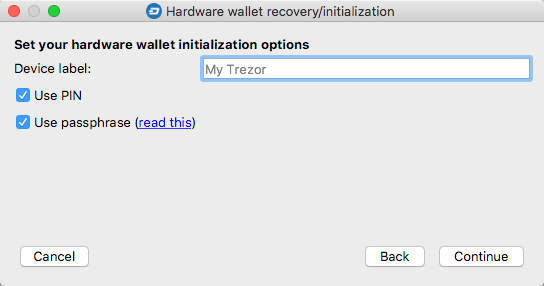 Hardware wallet recovery/initialization
Set your hardware wallet initialization options
Device label: My Trezor
Use PIN
Use passphrase (read this)
Cancel Back Continue